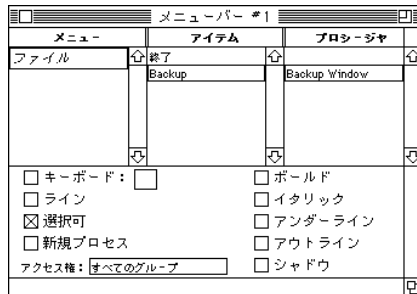 メニューバー #1
メニュー アイテム プロシージャ
ファイル 終了
Backup Backup Window
キーボード: ボールド
ライン イタリック
選択可 アンダーライン
新規プロセス アウトライン
アクセス権: すべてのグループ シャドウ